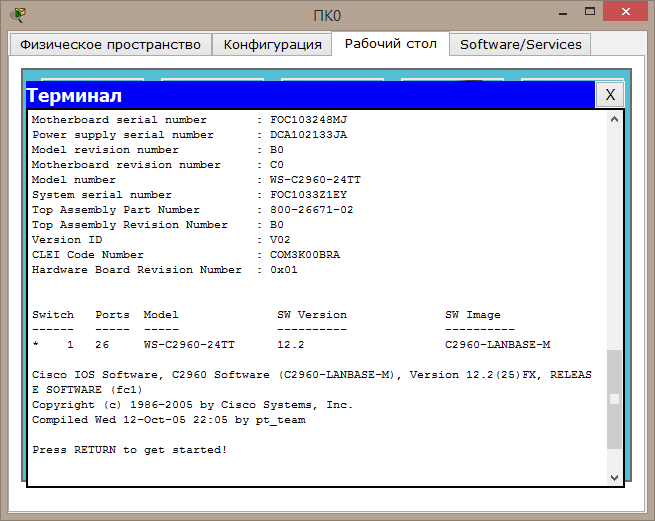 ПК0
Физическое пространство Конфигурация Рабочий стол Software/Services
Терминал X
Motherboard serial number : FOC103248MJ
Power supply serial number : DCA102133JA
Model revision number : B0
Motherboard revision number : C0
Model number : WS-C2960-24TT
System serial number : FOC1033Z1EY
Top Assembly Part Number : 800-26671-02
Top Assembly Revision Number : B0
Version ID : V02
CLEI Code Number : COM3K00BRA
Hardware Board Revision Number : 0x01
Switch Ports Model SW Version SW Image
------ ----- ----- ---------- ----------
* 1 26 WS-C2960-24TT 12.2 C2960-LANBASE-M
Cisco IOS Software, C2960 Software (C2960-LANBASE-M), Version 12.2(25)FX, RELEAS
E SOFTWARE (fc1)
Copyright (c) 1986-2005 by Cisco Systems, Inc.
Compiled Wed 12-Oct-05 22:05 by pt_team
Press RETURN to get started!